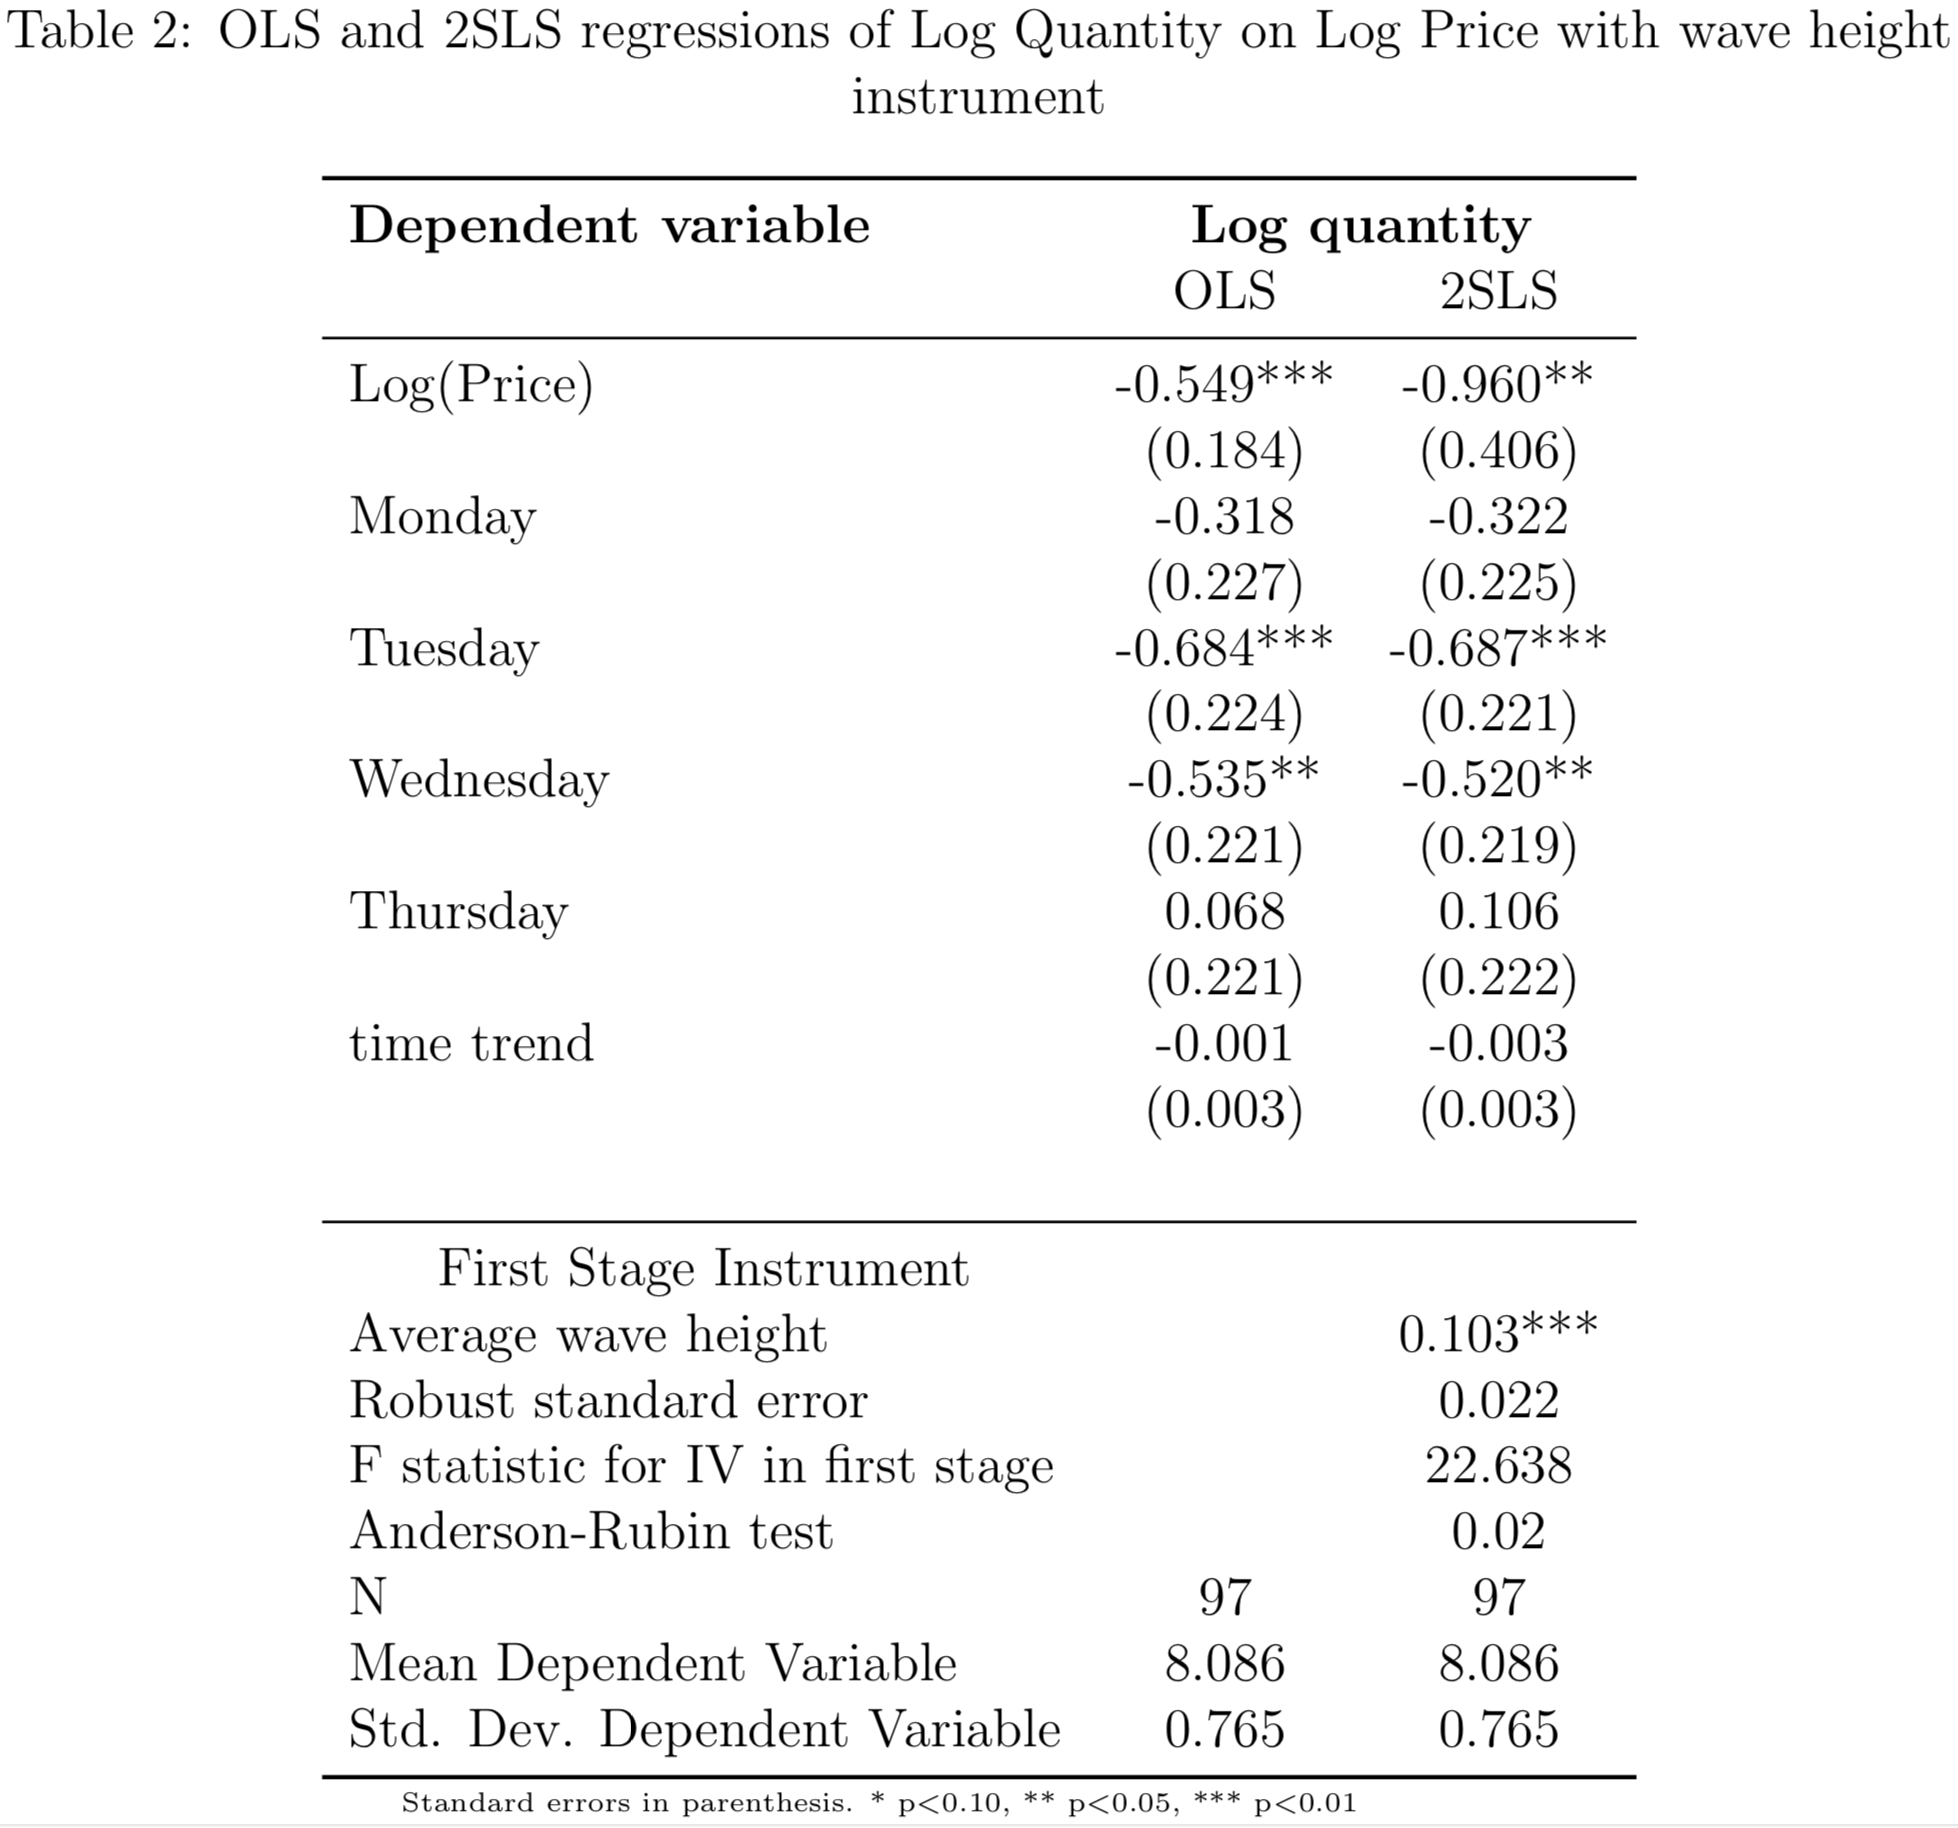 Table 2: OLS and 2SLS regressions of Log Quantity on Log Price with wave height
instrument
Dependent variable Log quantity
OLS 2SLS
Log(Price) -0.549*** -0.960**
(0.184) (0.406)
Monday -0.318 -0.322
(0.227) (0.225)
Tuesday -0.684*** -0.687***
(0.224) (0.221)
Wednesday -0.535** -0.520**
(0.221) (0.219)
Thursday 0.068 0.106
(0.221) (0.222)
time trend -0.001 -0.003
(0.003) (0.003)
First Stage Instrument
Average wave height 0.103***
Robust standard error 0.022
F statistic for IV in first stage 22.638
Anderson-Rubin test 0.02
N 97 97
Mean Dependent Variable 8.086 8.086
Std. Dev. Dependent Variable 0.765 0.765
Standard errors in parenthesis. * p<0.10, ** p<0.05, *** p<0.01